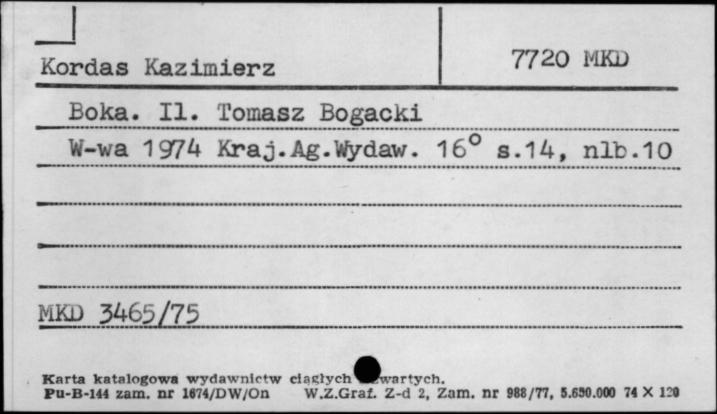 Kordas Kazimierz
7720 MKD
Boka. Il. Tomasz Bogacki
W-wa 1974 Kraj.Ag.Wydaw. 16° s.14, nlb.10
MKD 3465/75
Karta katalogowa wydawnictw ciągłych
Pu-B-144 zam. nr 1674/DW/On W.Z.Graf. Z-d 2, Zam. nr 988/77, 5.650.000 74 X 120